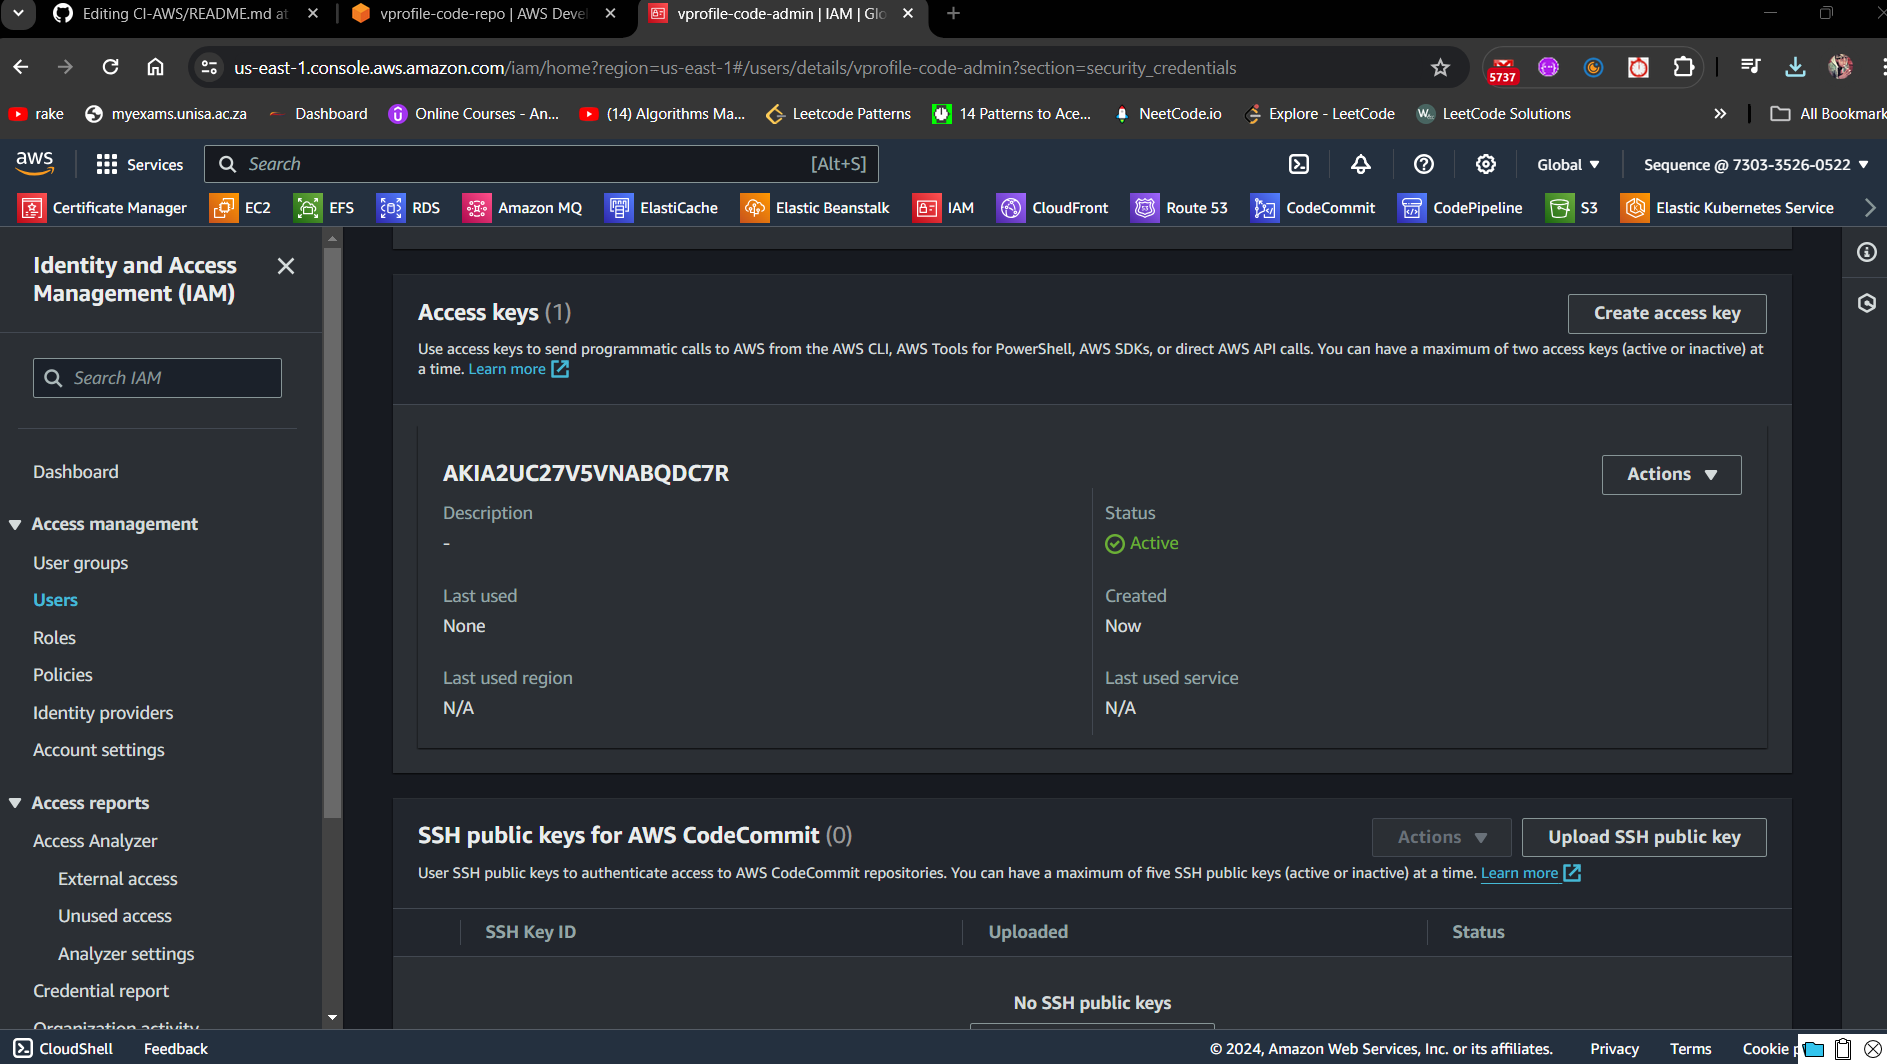 Editing CI-AWS/README.md at
vprofile-code-repo | AWS Deve
vprofile-code-admin | IAM | Glo
us-east-1.console.aws.amazon.com/iam/home?region=us-east-1#/users/details/vprofile-code-admin?section=security_credentials
5737
rake
myexams.unisa.ac.za
Dashboard
Online Courses - An...
(14) Algorithms Ma...
Leetcode Patterns
14 Patterns to Ace...
NeetCode.io
Explore - LeetCode
LeetCode Solutions
All Bookmark
aws
Services
Search
[Alt+S]
Global
Sequence @ 7303-3526-0522
Certificate Manager
EC2
EFS
RDS
Amazon MQ
ElastiCache
Elastic Beanstalk
IAM
CloudFront
Route 53
CodeCommit
CodePipeline
S3
Elastic Kubernetes Service
Identity and Access
Management (IAM)
Search IAM
Dashboard
Access management
User groups
Users
Roles
Policies
Identity providers
Account settings
Access reports
Access Analyzer
External access
Unused access
Analyzer settings
Credential report
Organization activity
Access keys (1)
Create access key
Use access keys to send programmatic calls to AWS from the AWS CLI, AWS Tools for PowerShell, AWS SDKs, or direct AWS API calls. You can have a maximum of two access keys (active or inactive) at
a time. Learn more
AKIA2UC27V5VNABQDC7R
Actions
Description
-
Status
Active
Last used
None
Created
Now
Last used region
N/A
Last used service
N/A
SSH public keys for AWS CodeCommit (0)
Actions
Upload SSH public key
User SSH public keys to authenticate access to AWS CodeCommit repositories. You can have a maximum of five SSH public keys (active or inactive) at a time. Learn more
SSH Key ID
Uploaded
Status
No SSH public keys
CloudShell
Feedback
© 2024, Amazon Web Services, Inc. or its affiliates.
Privacy
Terms
Cookie p